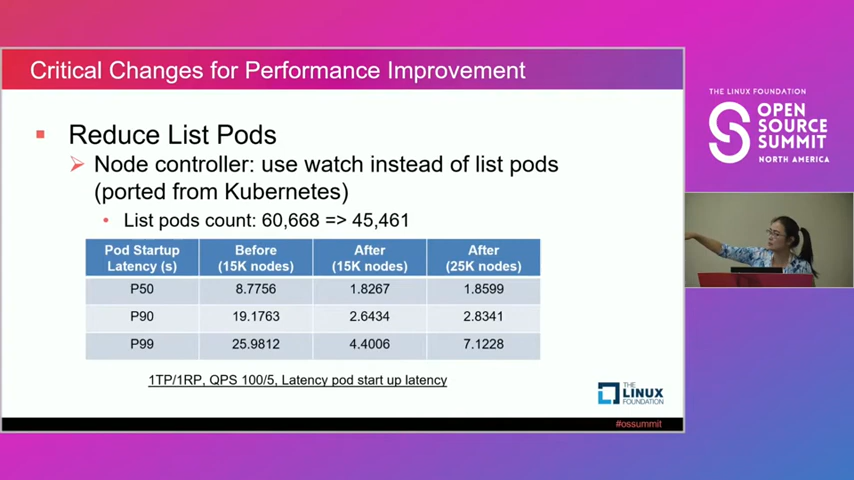 Critical Changes for Performance Improvement
THE LINUX FOUNDATION
OPEN
SOURCE
SUMMIT
NORTH AMERICA
▪ Reduce List Pods
➢ Node controller: use watch instead of list pods
(ported from Kubernetes)
• List pods count: 60,668 => 45,461
Pod Startup Latency (s) Before (15K nodes) After (15K nodes) After (25K nodes)
P50 8.7756 1.8267 1.8599
P90 19.1763 2.6434 2.8341
P99 25.9812 4.4006 7.1228
1TP/1RP, QPS 100/5, Latency pod start up latency
THE
LINUX
FOUNDATION
#ossummit